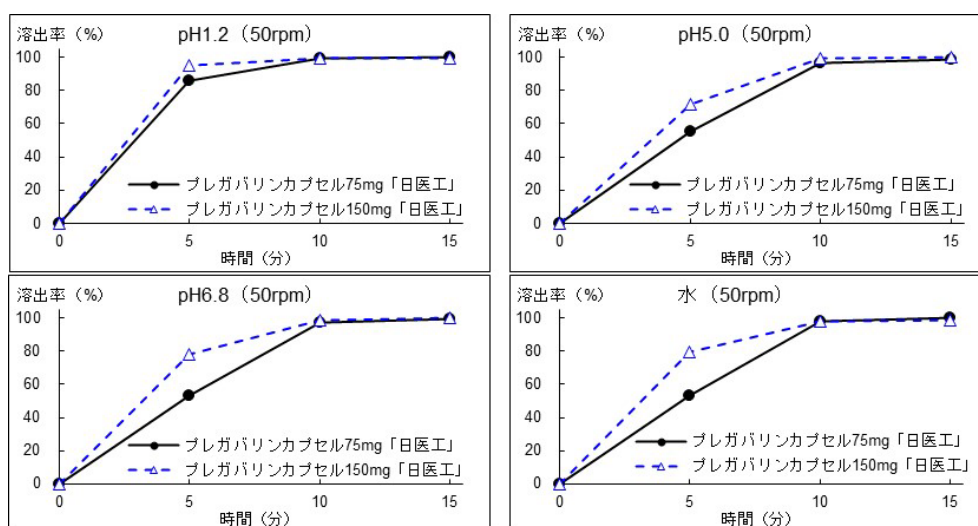 溶出率（%） pH1.2（50rpm）
100
80
60
40
20
0
プレガバリンカプセル75mg「日医工」
プレガバリンカプセル150mg「日医工」
0 5 10 15
時間（分）
溶出率（%） pH5.0（50rpm）
100
80
60
40
20
0
プレガバリンカプセル75mg「日医工」
プレガバリンカプセル150mg「日医工」
0 5 10 15
時間（分）
溶出率（%） pH6.8（50rpm）
100
80
60
40
20
0
プレガバリンカプセル75mg「日医工」
プレガバリンカプセル150mg「日医工」
0 5 10 15
時間（分）
溶出率（%） 水（50rpm）
100
80
60
40
20
0
プレガバリンカプセル75mg「日医工」
プレガバリンカプセル150mg「日医工」
0 5 10 15
時間（分）